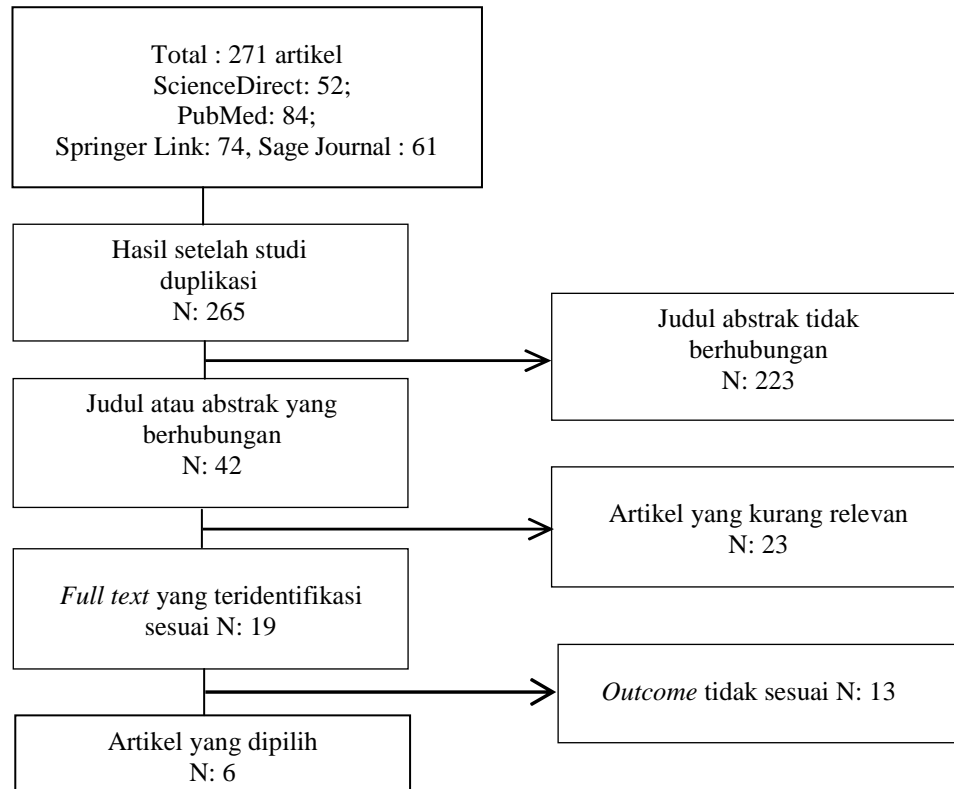 Total : 271 artikel
ScienceDirect: 52;
PubMed: 84;
Springer Link: 74, Sage Journal : 61
Hasil setelah studi
duplikasi
N: 265
Judul abstrak tidak
berhubungan
N: 223
Judul atau abstrak yang
berhubungan
N: 42
Artikel yang kurang relevan
N: 23
Full text yang teridentifikasi
sesuai N: 19
Outcome tidak sesuai N: 13
Artikel yang dipilih
N: 6